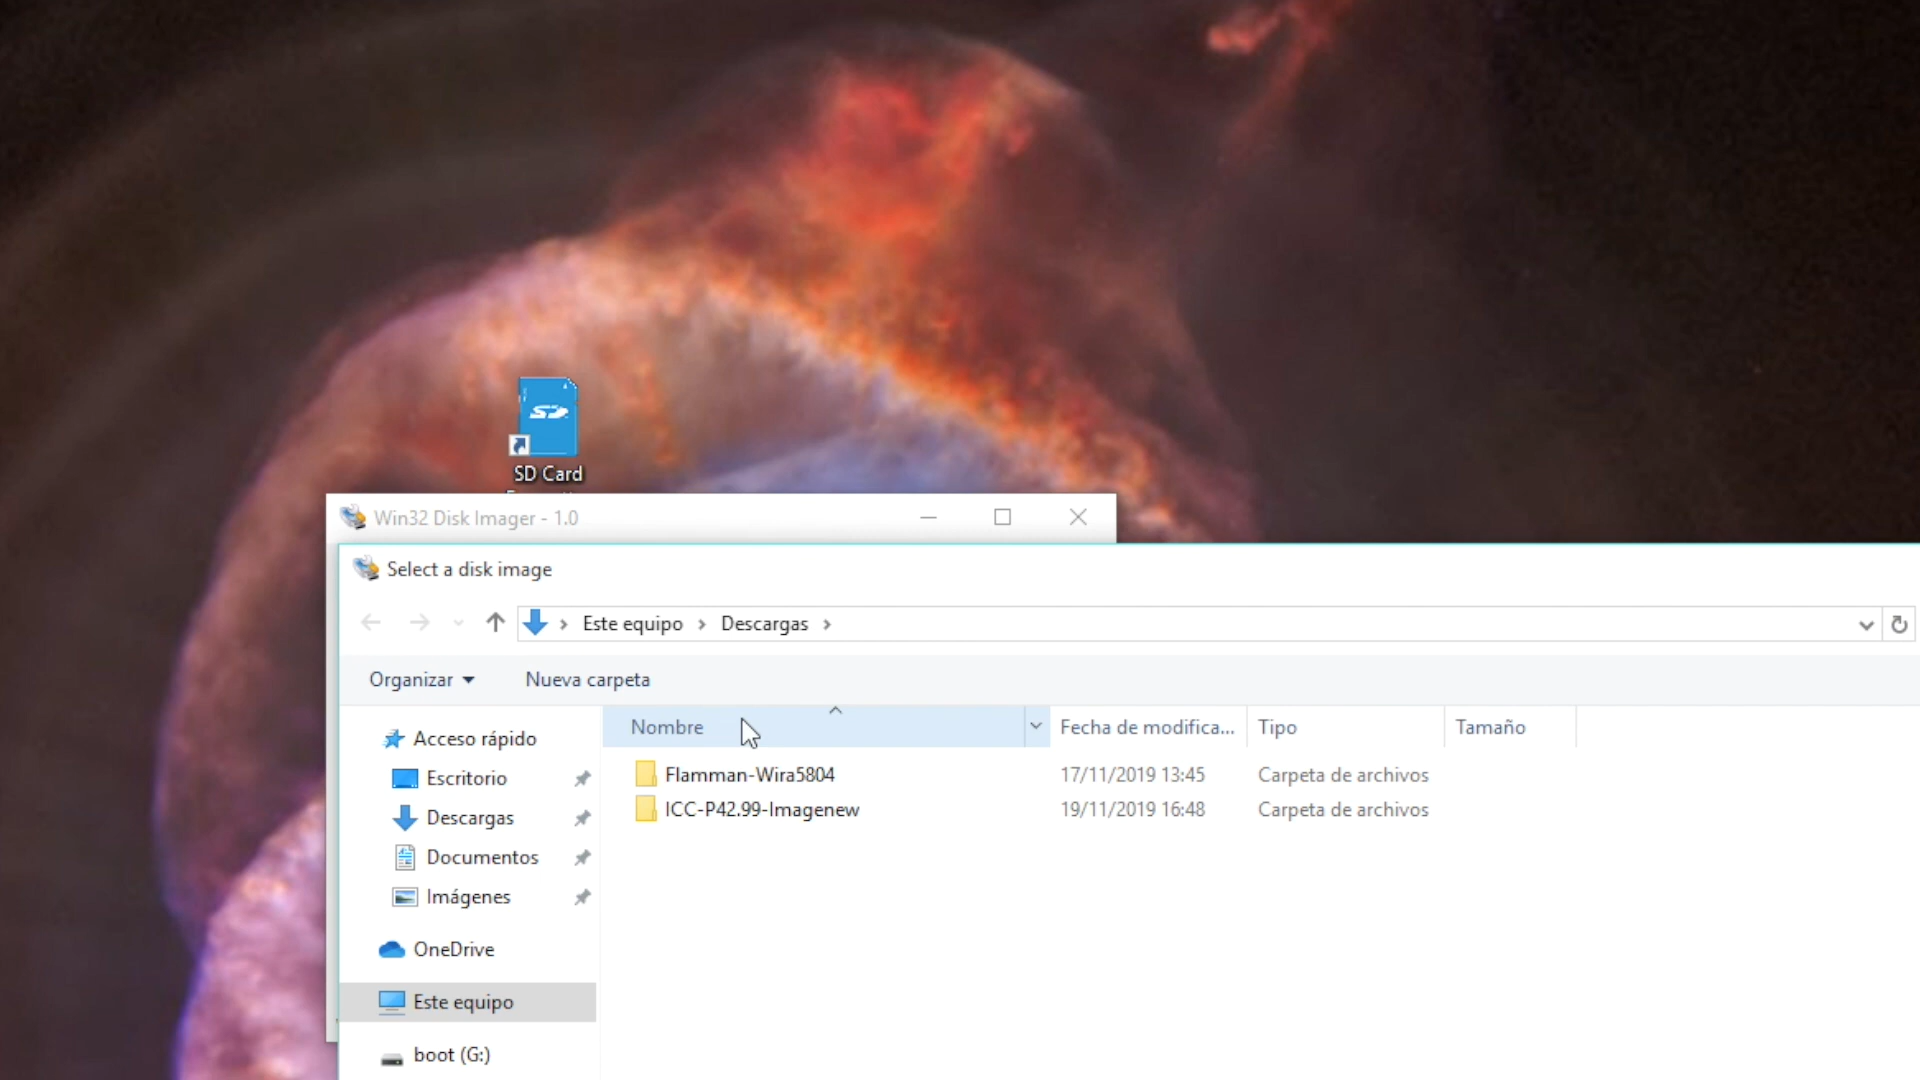 SD Card
Win32 Disk Imager - 1.0
Select a disk image
Este equipo
Descargas
Organizar
Nueva carpeta
Nombre
Fecha de modifica...
Tipo
Tamaño
Acceso rápido
Escritorio
Descargas
Documentos
Imágenes
OneDrive
Este equipo
boot (G:)
Flamman-Wira5804 17/11/2019 13:45 Carpeta de archivos
ICC-P42.99-Imagenew 19/11/2019 16:48 Carpeta de archivos